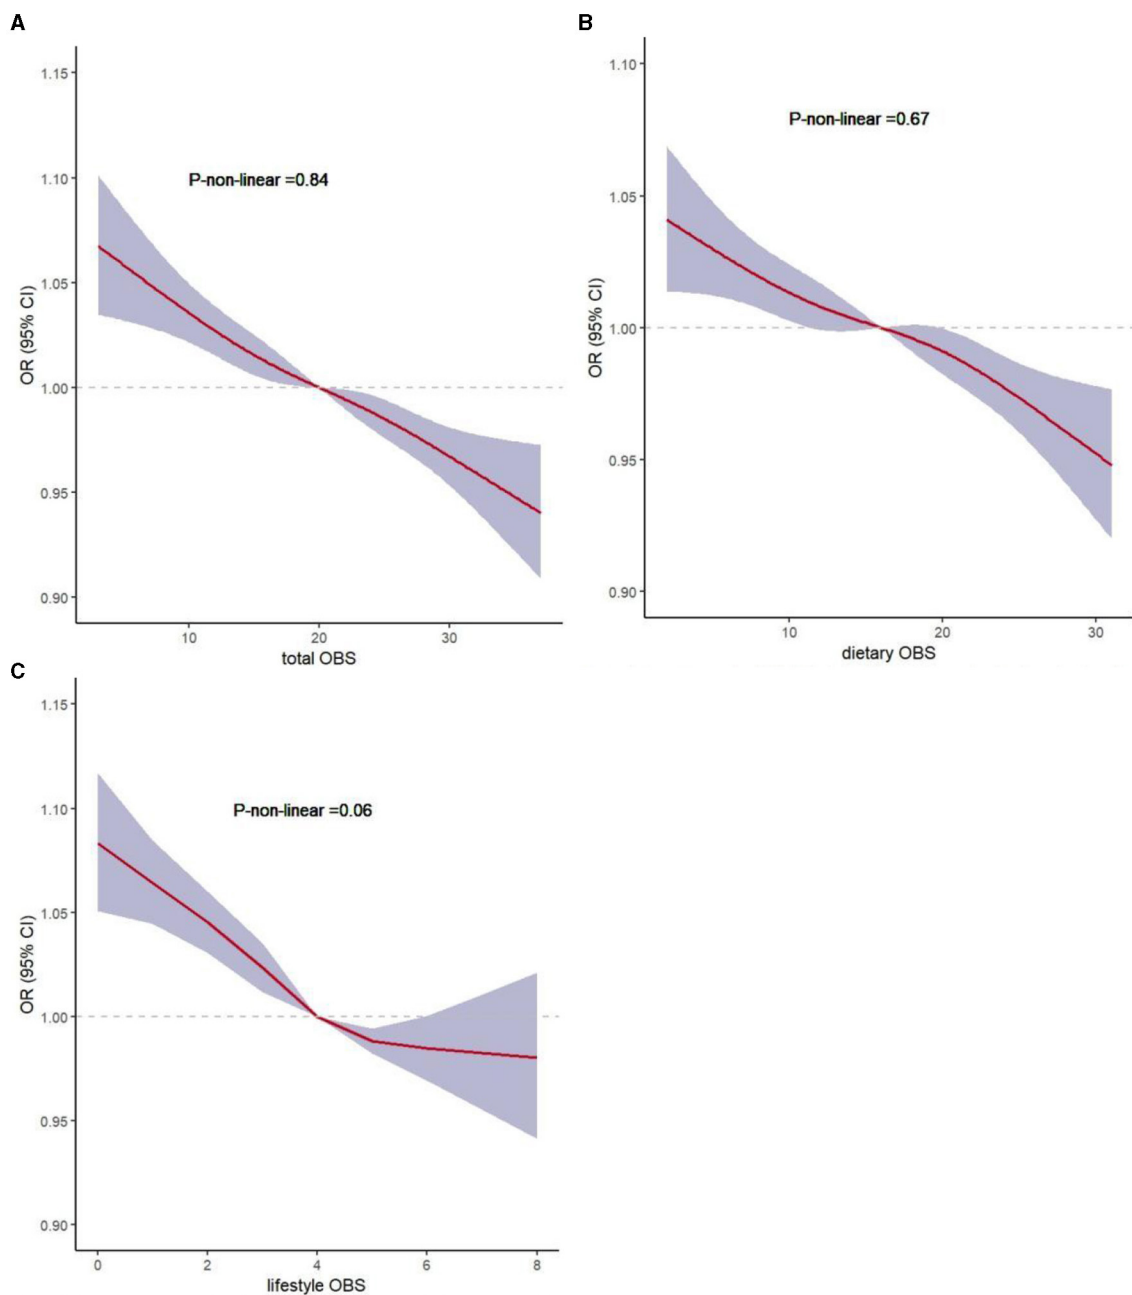 A
1.15
1.10
1.05
1.00
0.95
0.90
OR (95% CI)
P-non-linear =0.84
10
20
30
total OBS
B
1.10
1.05
1.00
0.95
0.90
OR (95% CI)
P-non-linear =0.67
10
20
30
dietary OBS
C
1.15
1.10
1.05
1.00
0.95
0.90
OR (95% CI)
P-non-linear =0.06
0
2
4
6
8
lifestyle OBS